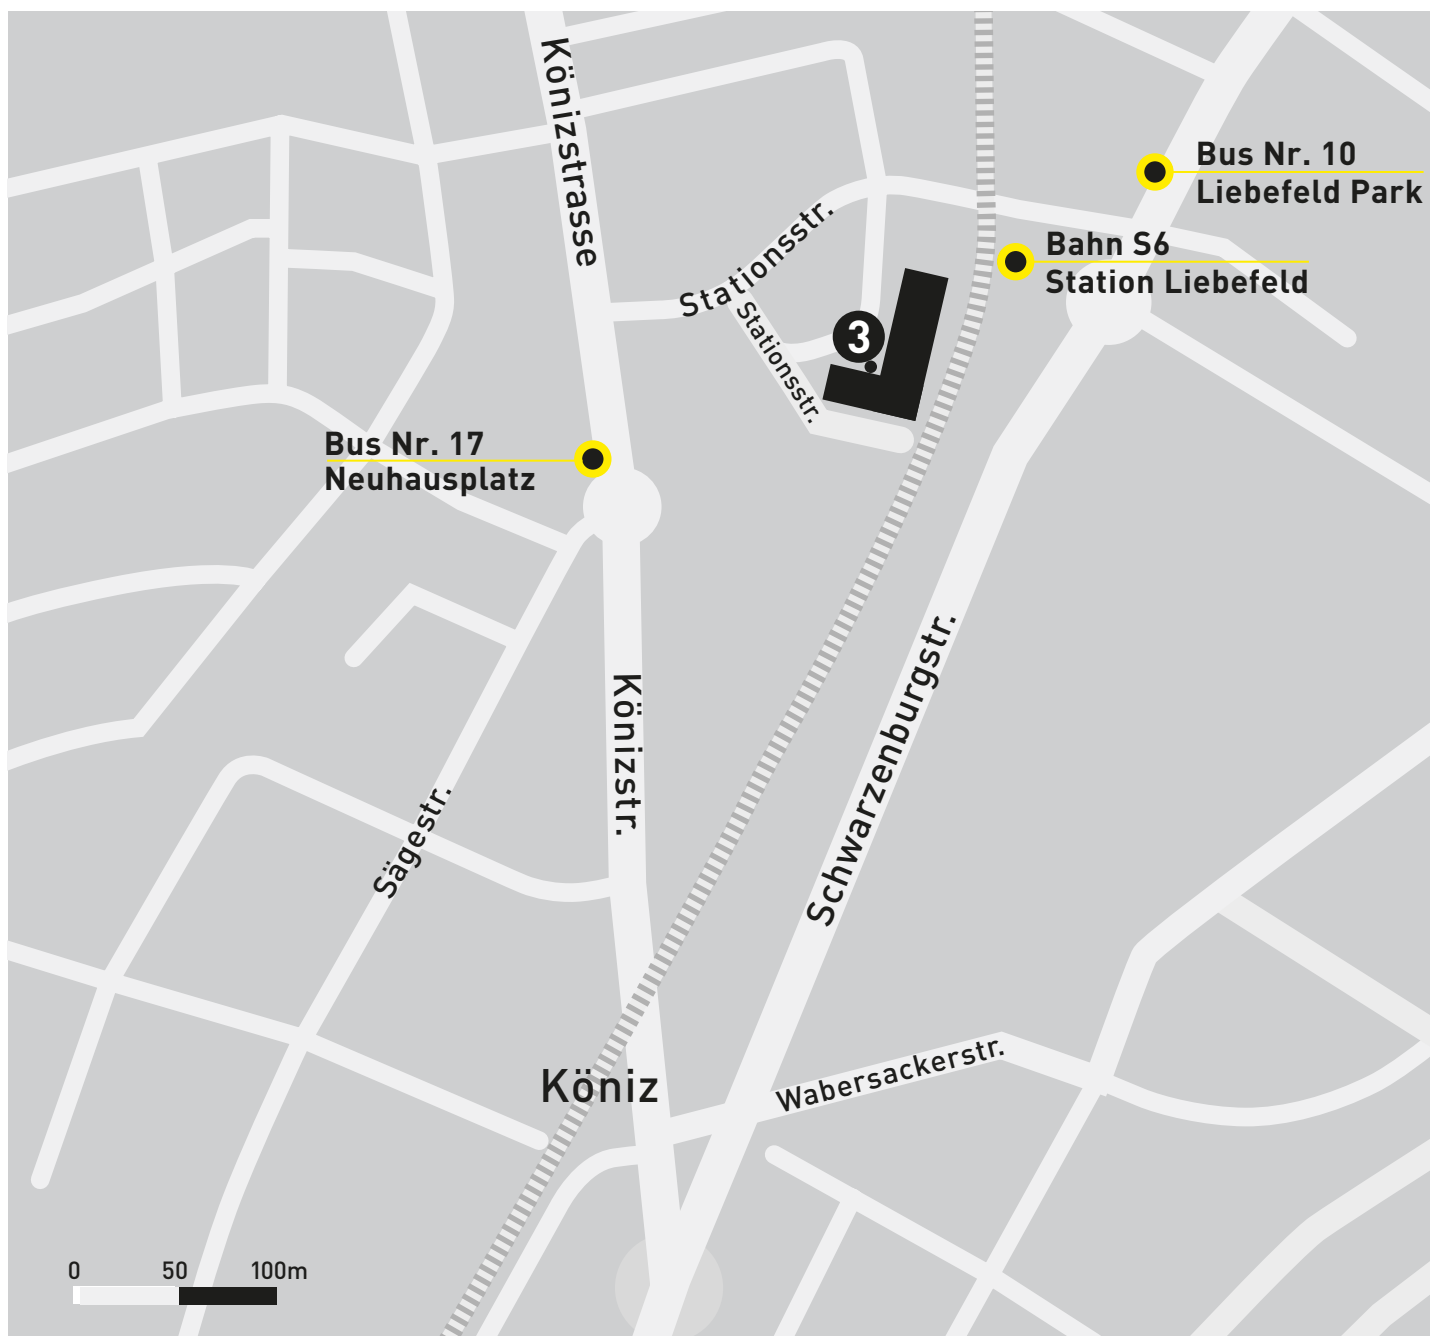 Könizstrasse
Bus Nr. 10
Liebefeld Park
Stationsstr.
Bahn S6
Station Liebefeld
Stationsstr.
3
Bus Nr. 17
Neuhausplatz
Könizstr.
Schwarzenburgstr.
Sägestr.
Köniz
Wabersackerstr.
0 50 100m